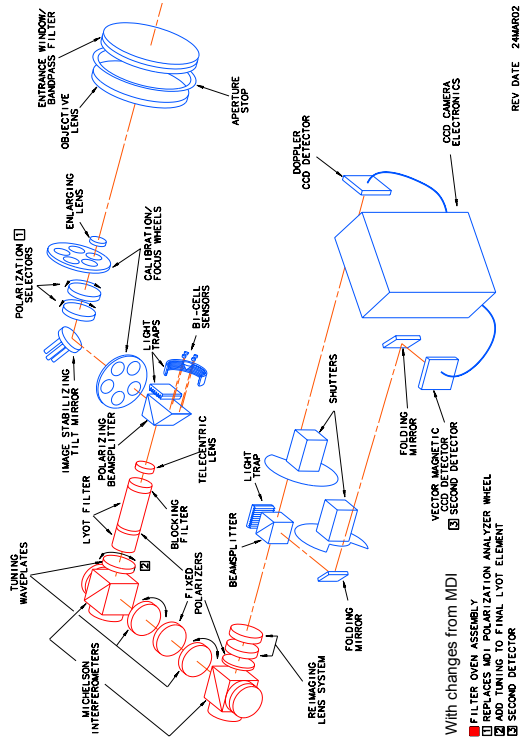 ENTRANCE WINDOW/
BANDPASS FILTER
OBJECTIVE
LENS
APERTURE
STOP
ENLARGING
LENS
POLARIZATION 1
SELECTORS
CALIBRATION/
FOCUS WHEELS
IMAGE STABILIZING
TILT MIRROR
LIGHT
TRAPS
BI-CELL
SENSORS
POLARIZING
BEAMSPLITTER
TELECENTRIC
LENS
LYOT FILTER
BLOCKING
FILTER
TUNING
WAVEPLATES
2
FIXED
POLARIZERS
MICHELSON
INTERFEROMETERS
REIMAGING
LENS SYSTEM
BEAMSPLITTER
LIGHT
TRAP
SHUTTERS
FOLDING
MIRROR
DOPPLER
CCD DETECTOR
CCD CAMERA
ELECTRONICS
FOLDING
MIRROR
VECTOR MAGNETIC
CCD DETECTOR
3 SECOND DETECTOR
With changes from MDI
FILTER OVEN ASSEMBLY
1 REPLACES MDI POLARIZATION ANALYZER WHEEL
2 ADD TUNING TO FINAL LYOT ELEMENT
3 SECOND DETECTOR
REV DATE 24MAR02